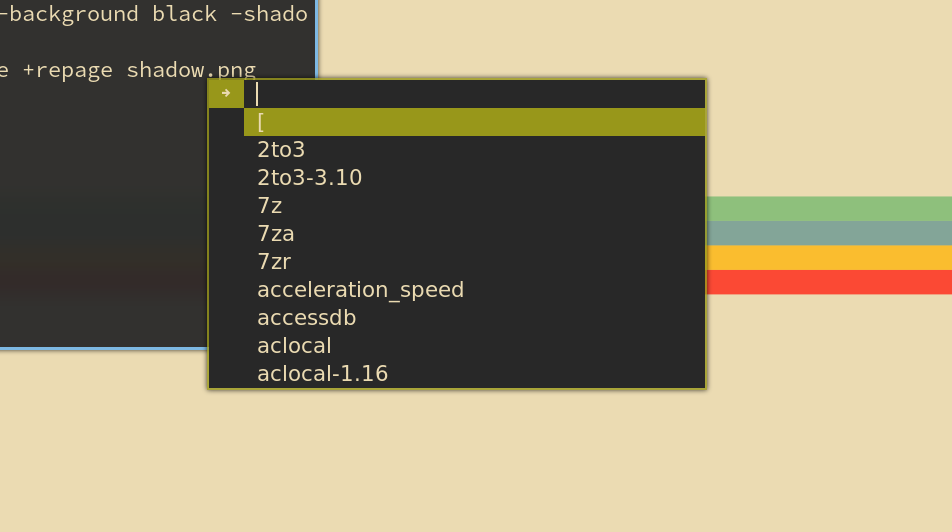 -background black -shado
e +repage shadow.png
→
[
2to3
2to3-3.10
7z
7za
7zr
acceleration_speed
accessdb
aclocal
aclocal-1.16